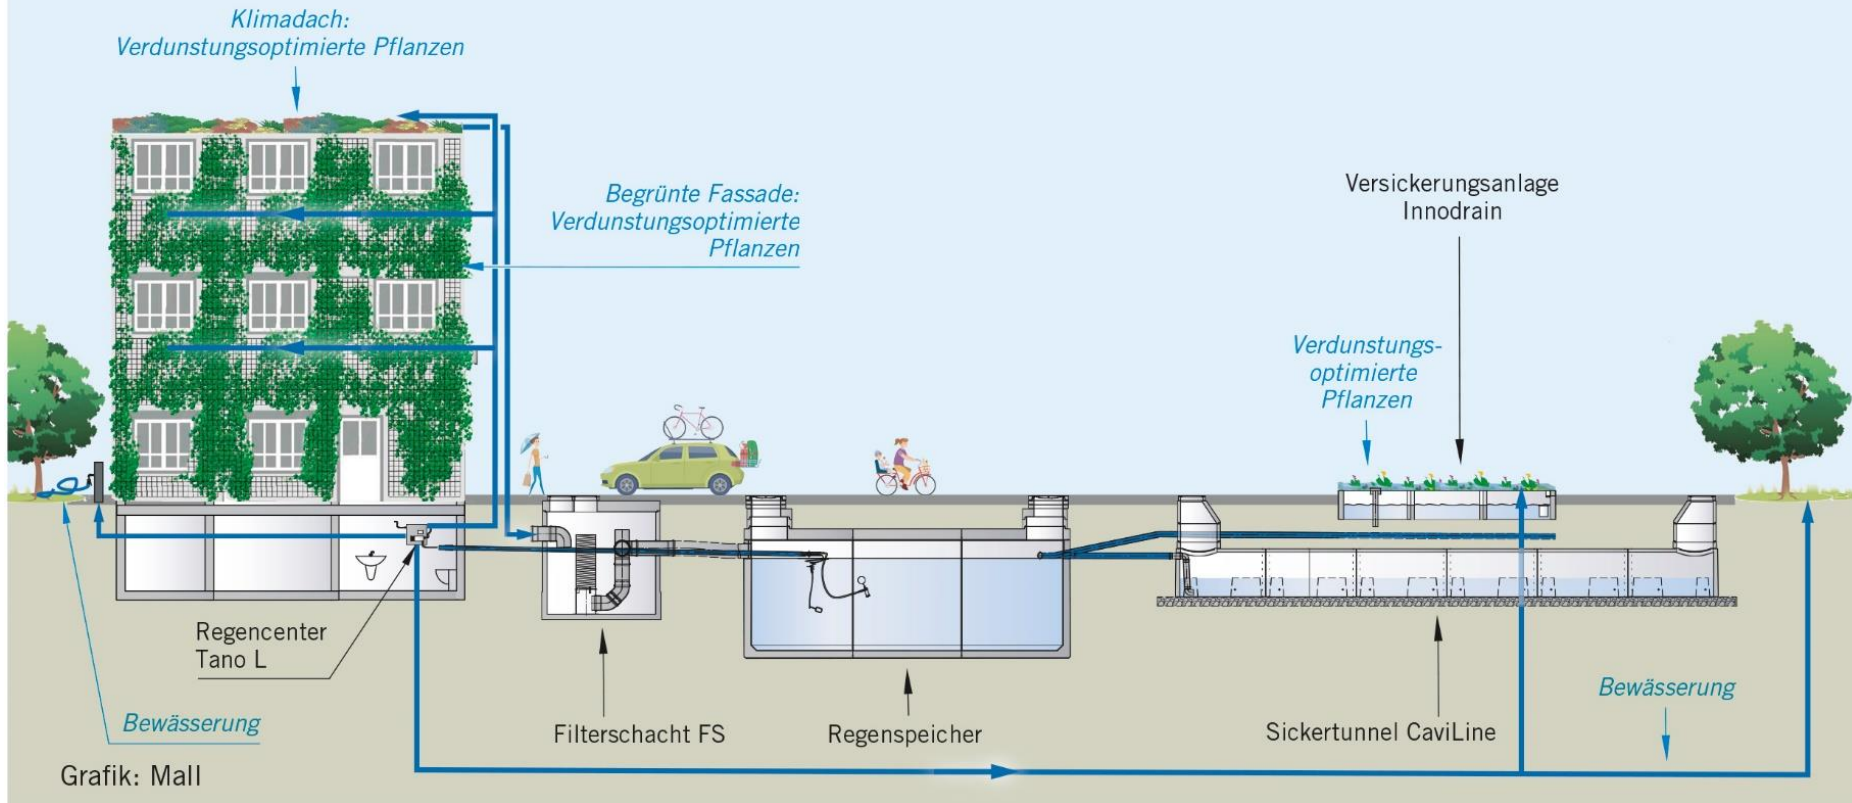 Klimadach:
Verdunstungsoptimierte Pflanzen
Begrünte Fassade:
Verdunstungsoptimierte
Pflanzen
Versickerungsanlage
Innodrain
Verdunstungs-
optimierte
Pflanzen
Regencenter
Tano L
Bewässerung
Filterschacht FS
Regenspeicher
Sickertunnel CaviLine
Bewässerung
Grafik: Mall